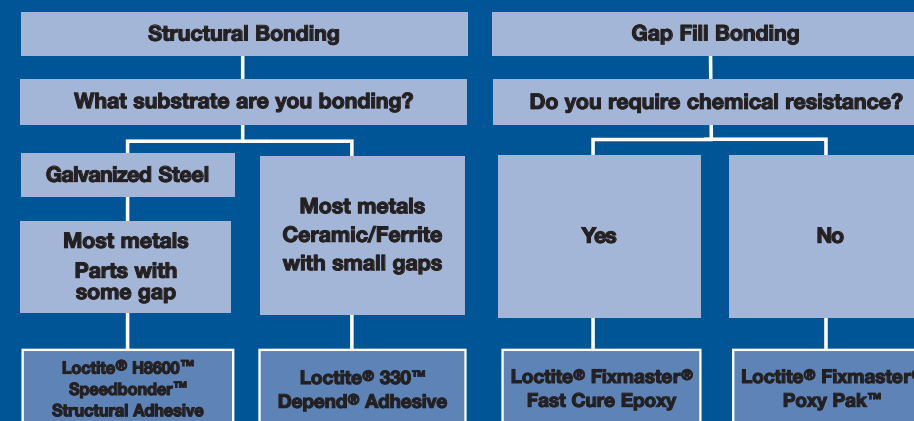 Structural Bonding
What substrate are you bonding?
Galvanized Steel
Most metals
Parts with
some gap
Loctite® H8600™
Speedbonder™
Structural Adhesive
Most metals
Ceramic/Ferrite
with small gaps
Loctite® 330™
Depend® Adhesive
Gap Fill Bonding
Do you require chemical resistance?
Yes
Loctite® Fixmaster®
Fast Cure Epoxy
No
Loctite® Fixmaster®
Poxy Pak™